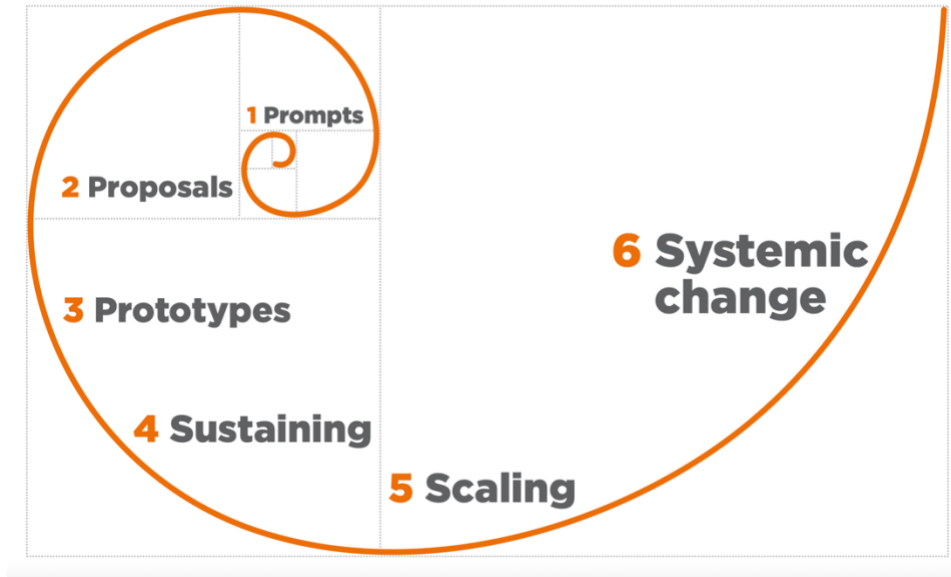 1 Prompts
2 Proposals
3 Prototypes
4 Sustaining
5 Scaling
6 Systemic
change